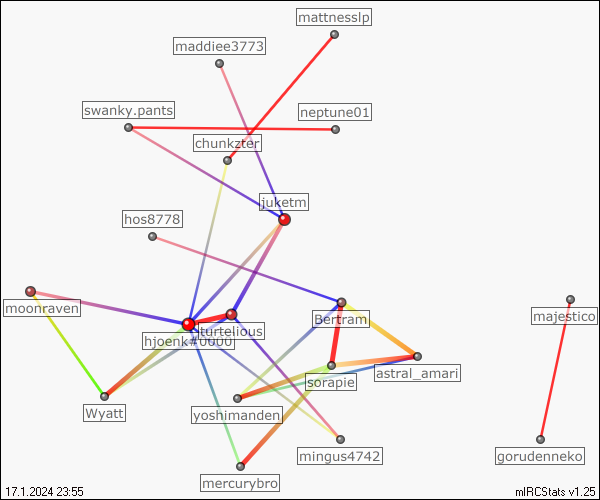 mattnesslp
maddiee3773
swanky.pants
neptune01
chunkzter
juketm
hos8778
moonraven
majestico
Bertram
turtelious
hjoenk#0000
astral_amari
sorapie
Wyatt
yoshimanden
mingus4742
gorudenneko
mercurybro
17.1.2024 23:55
mIRCStats v1.25